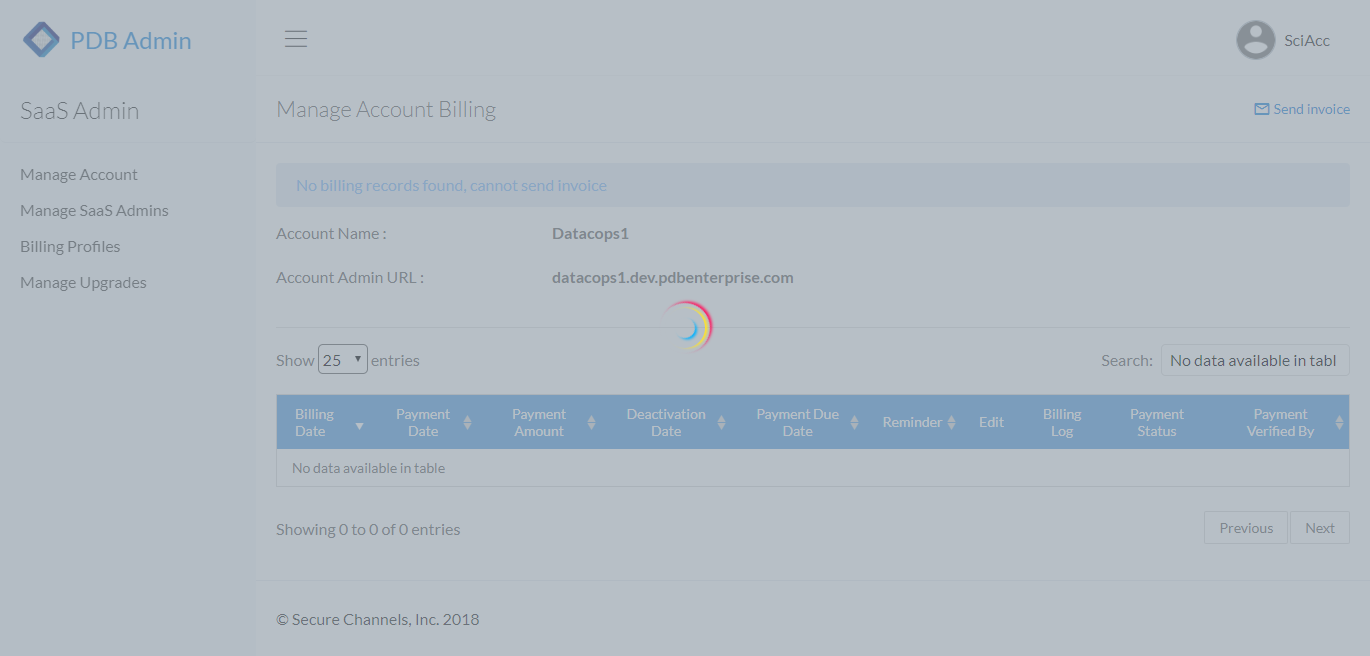 PDB Admin
SciAcc
SaaS Admin
Manage Account Billing
Send invoice
Manage Account
Manage SaaS Admins
Billing Profiles
Manage Upgrades
No billing records found, cannot send invoice
Account Name : Datacops1
Account Admin URL : datacops1.dev.pdbenterprise.com
Show 25 entries
Search: No data available in tabl
Billing Date
Payment Date
Payment Amount
Deactivation Date
Payment Due Date
Reminder
Edit
Billing Log
Payment Status
Payment Verified By
No data available in table
Showing 0 to 0 of 0 entries
Previous
Next
© Secure Channels, Inc. 2018